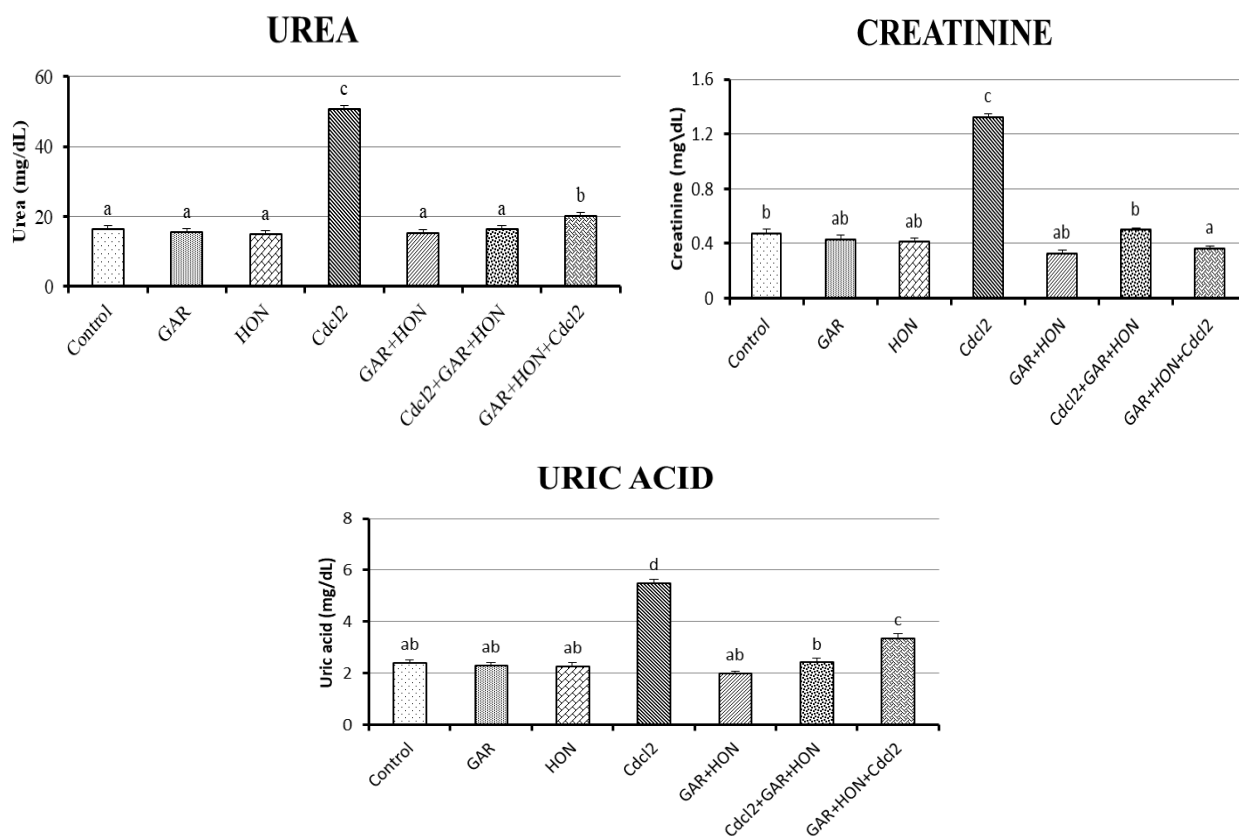 UREA
Urea (mg/dL)
60
40
20
0
a
a
a
c
a
a
b
Control
GAR
HON
Cdcl2
GAR+HON
Cdcl2+GAR+HON
GAR+HON+Cdcl2
CREATININE
Creatinine (mg\dL)
1.6
1.2
0.8
0.4
0
b
ab
ab
c
ab
b
a
Control
GAR
HON
Cdcl2
GAR+HON
Cdcl2+GAR+HON
GAR+HON+Cdcl2
URIC ACID
Uric acid (mg/dL)
8
6
4
2
0
ab
ab
ab
d
ab
b
c
Control
GAR
HON
Cdcl2
GAR+HON
Cdcl2+GAR+HON
GAR+HON+Cdcl2